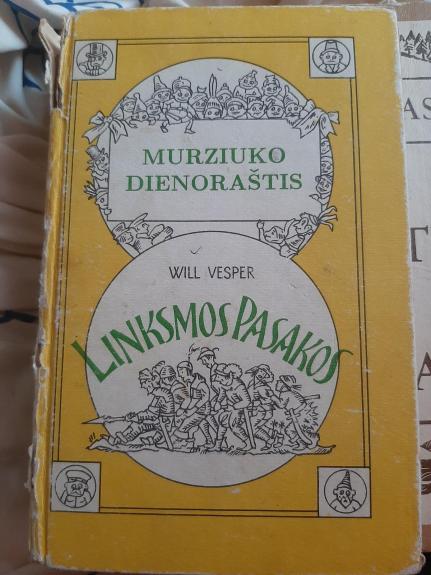 MURZIUKO
DIENORAŠTIS
WILL VESPER
LINKSMOS PASAKOS